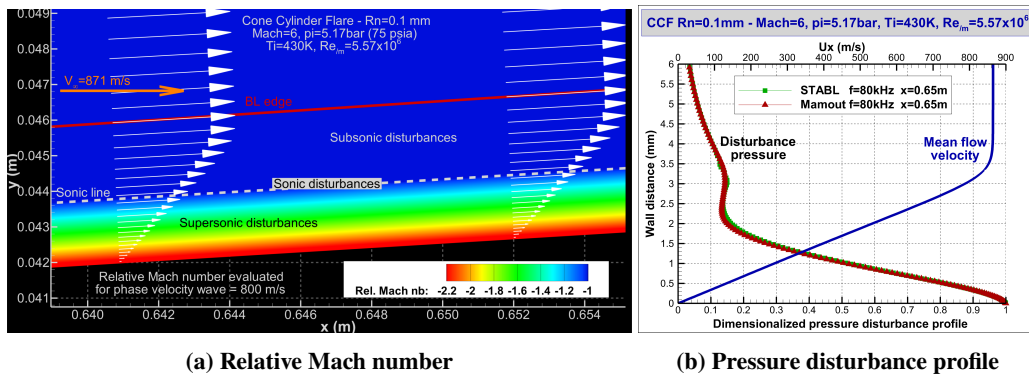 Cone Cylinder Flare - Rn=0.1 mm
Mach=6, pi=5.17bar (75 psia)
Ti=430K, Re/m=5.57x10⁶
V∞=871 m/s
BL edge
Subsonic disturbances
Sonic line
Sonic disturbances
Supersonic disturbances
Relative Mach number evaluated
for phase velocity wave = 800 m/s
Rel. Mach nb: -2.2 -2 -1.8 -1.6 -1.4 -1.2 -1
0.049
0.047
0.046
y (m)
0.044
0.043
0.042
0.041
0.640 0.642 0.644 0.646 0.648 0.650 0.652 0.654
x (m)
(a) Relative Mach number
CCF Rn=0.1mm - Mach=6, pi=5.17bar, Ti=430K, Re/m=5.57x10⁶
Ux (m/s)
0 100 200 300 400 500 600 700 800 900
STABL f=80kHz x=0.65m
Mamout f=80kHz x=0.65m
Disturbance
pressure
Mean flow
velocity
Wall distance (mm)
6
5.5
5
4.5
4
3.5
3
2.5
2
1.5
1
0.5
0
0 0.1 0.2 0.3 0.4 0.5 0.6 0.7 0.8 0.9 1
Dimensionalized pressure disturbance profile
(b) Pressure disturbance profile